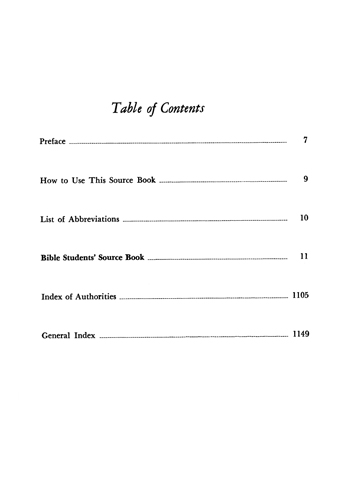 Table of Contents
Preface 7
How to Use This Source Book 9
List of Abbreviations 10
Bible Students' Source Book 11
Index of Authorities 1105
General Index 1149